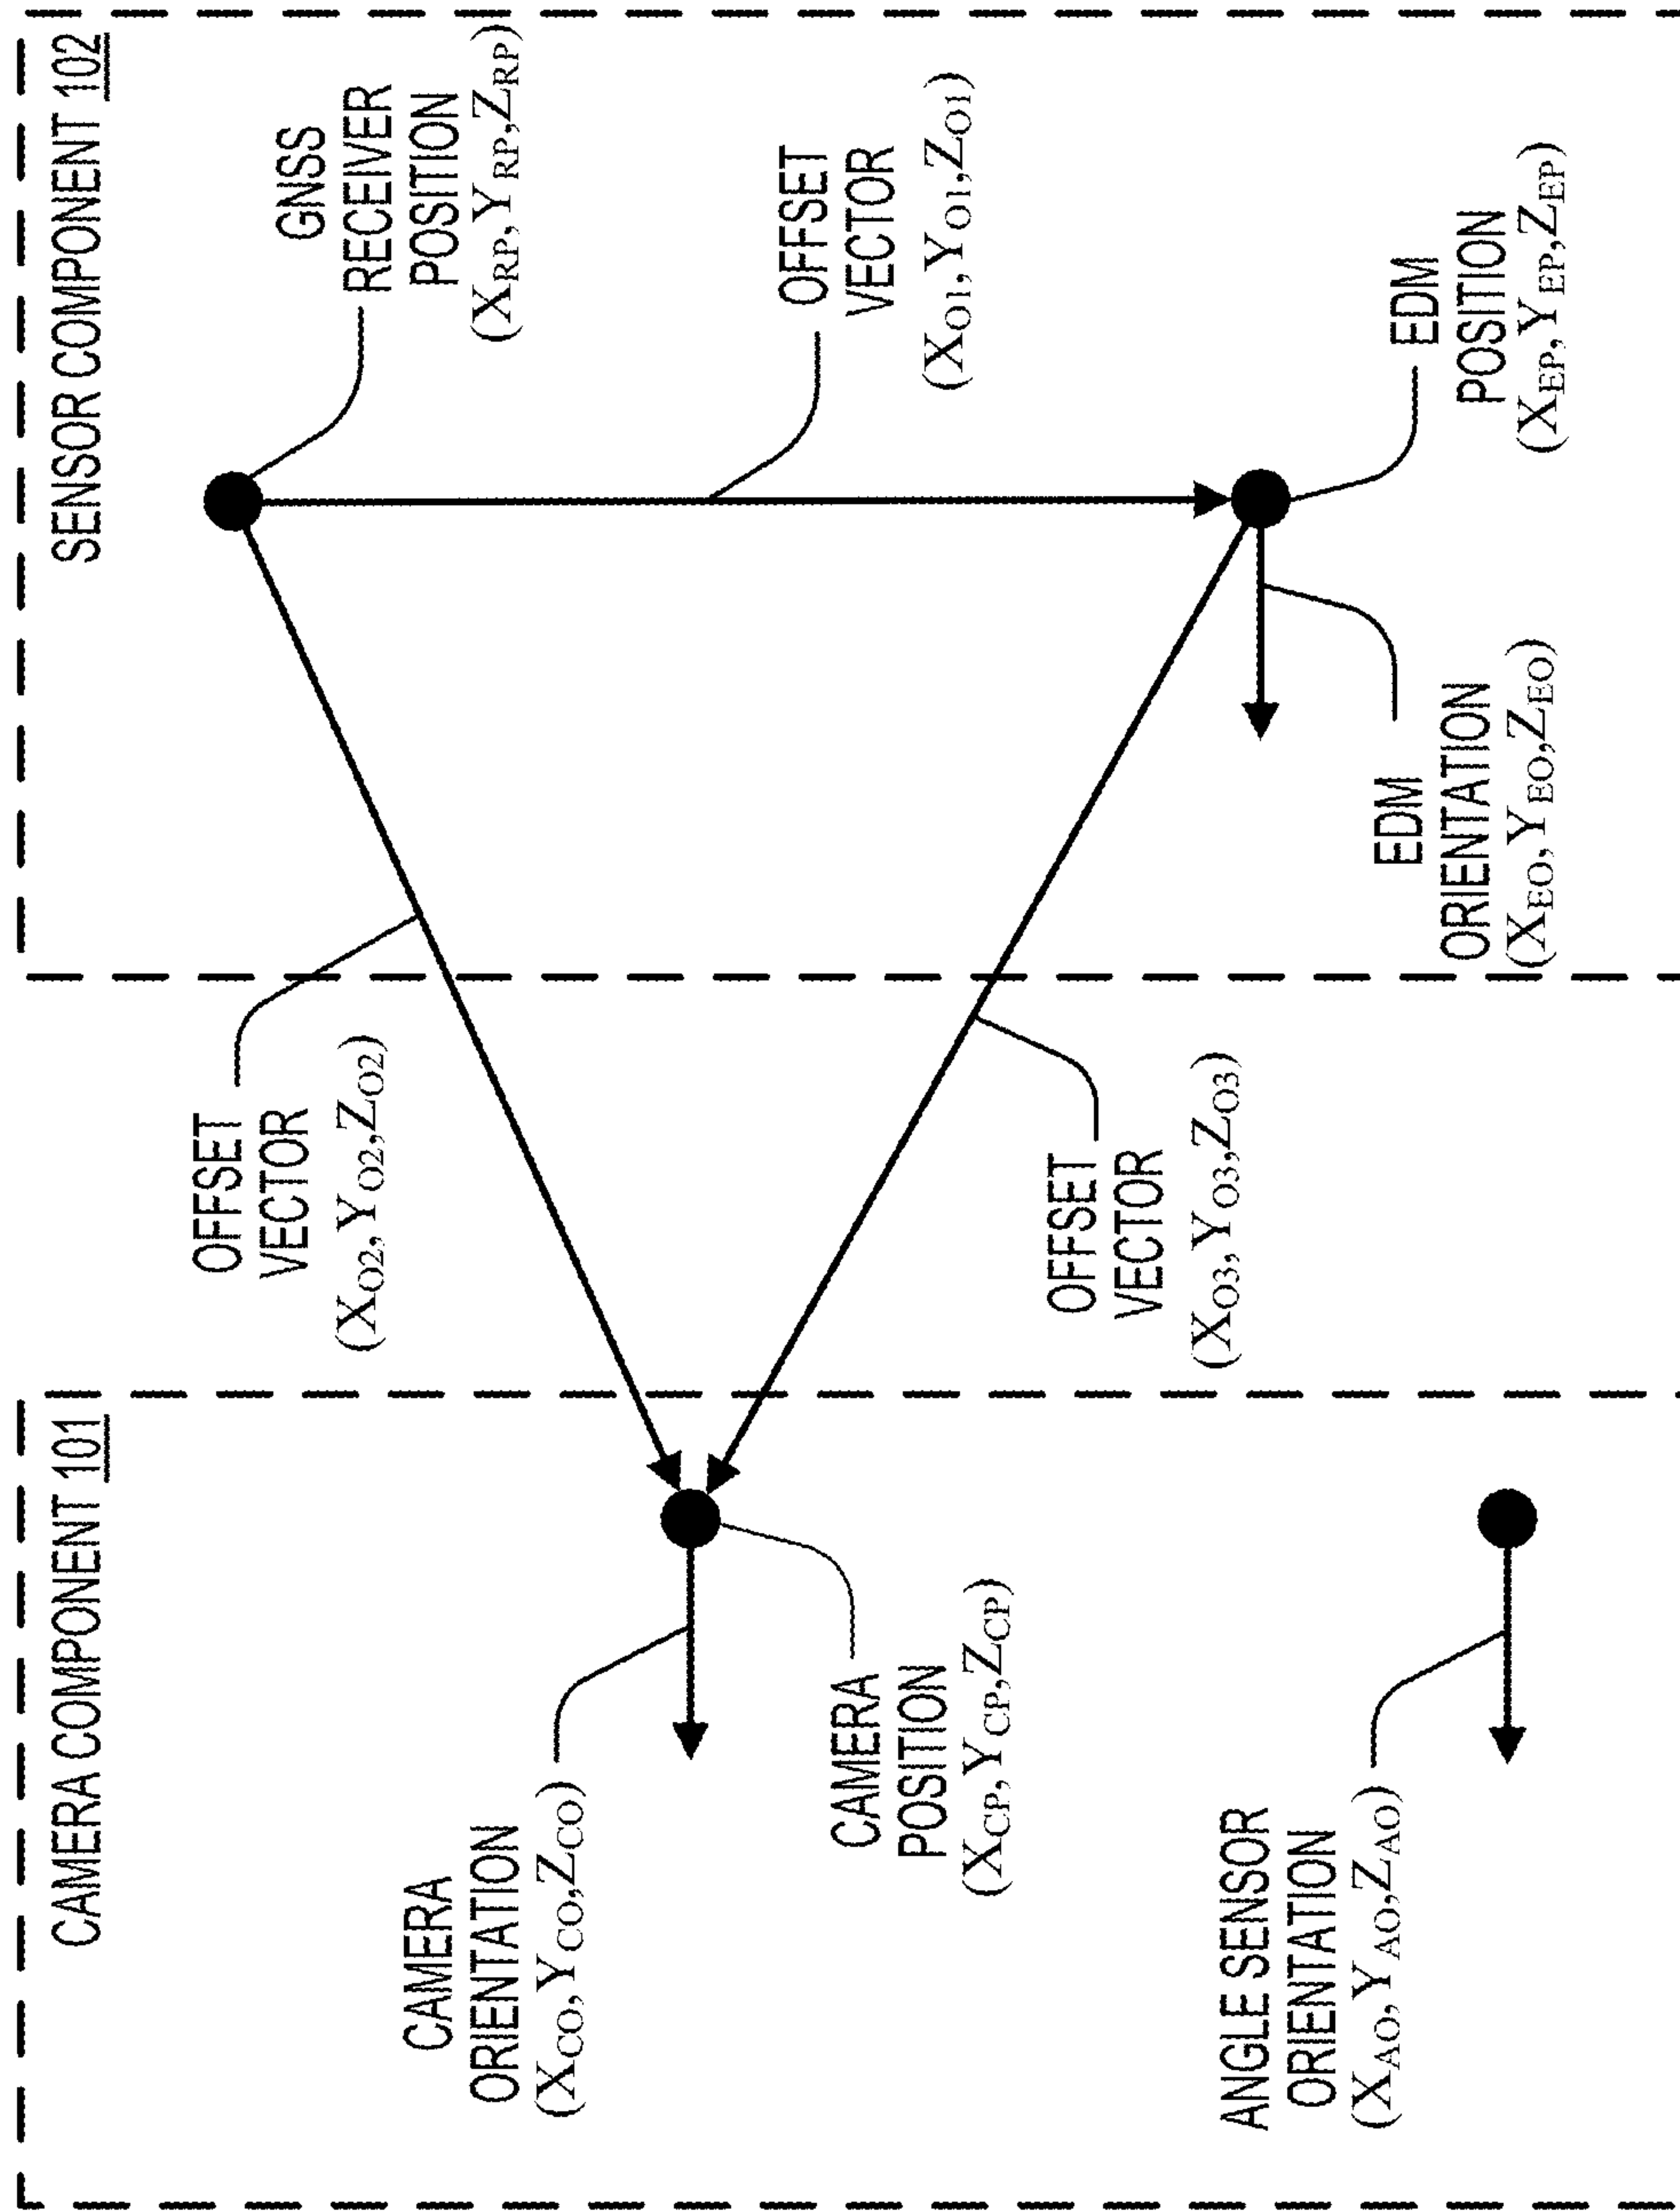 CAMERA COMPONENT 101
CAMERA
ORIENTATION
(X_CO, Y_CO, Z_CO)
CAMERA
POSITION
(X_CP, Y_CP, Z_CP)
ANGLE SENSOR
ORIENTATION
(X_AO, Y_AO, Z_AO)
OFFSET
VECTOR
(X_O2, Y_O2, Z_O2)
OFFSET
VECTOR
(X_O3, Y_O3, Z_O3)
SENSOR COMPONENT 102
GNSS
RECEIVER
POSITION
(X_RP, Y_RP, Z_RP)
OFFSET
VECTOR
(X_O1, Y_O1, Z_O1)
EDM
ORIENTATION
(X_EO, Y_EO, Z_EO)
EDM
POSITION
(X_EP, Y_EP, Z_EP)